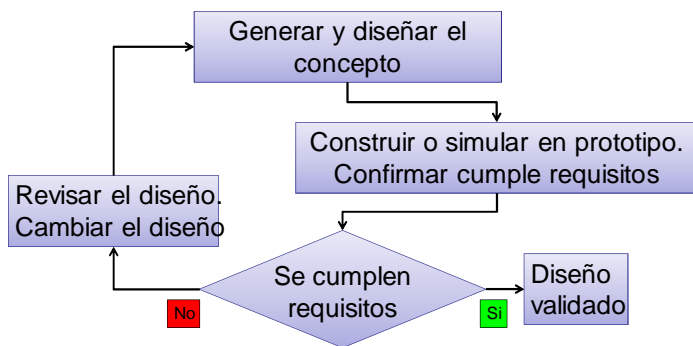 Generar y diseñar el
concepto
Construir o simular en prototipo.
Confirmar cumple requisitos
Revisar el diseño.
Cambiar el diseño
Se cumplen
requisitos
No
Si
Diseño
validado